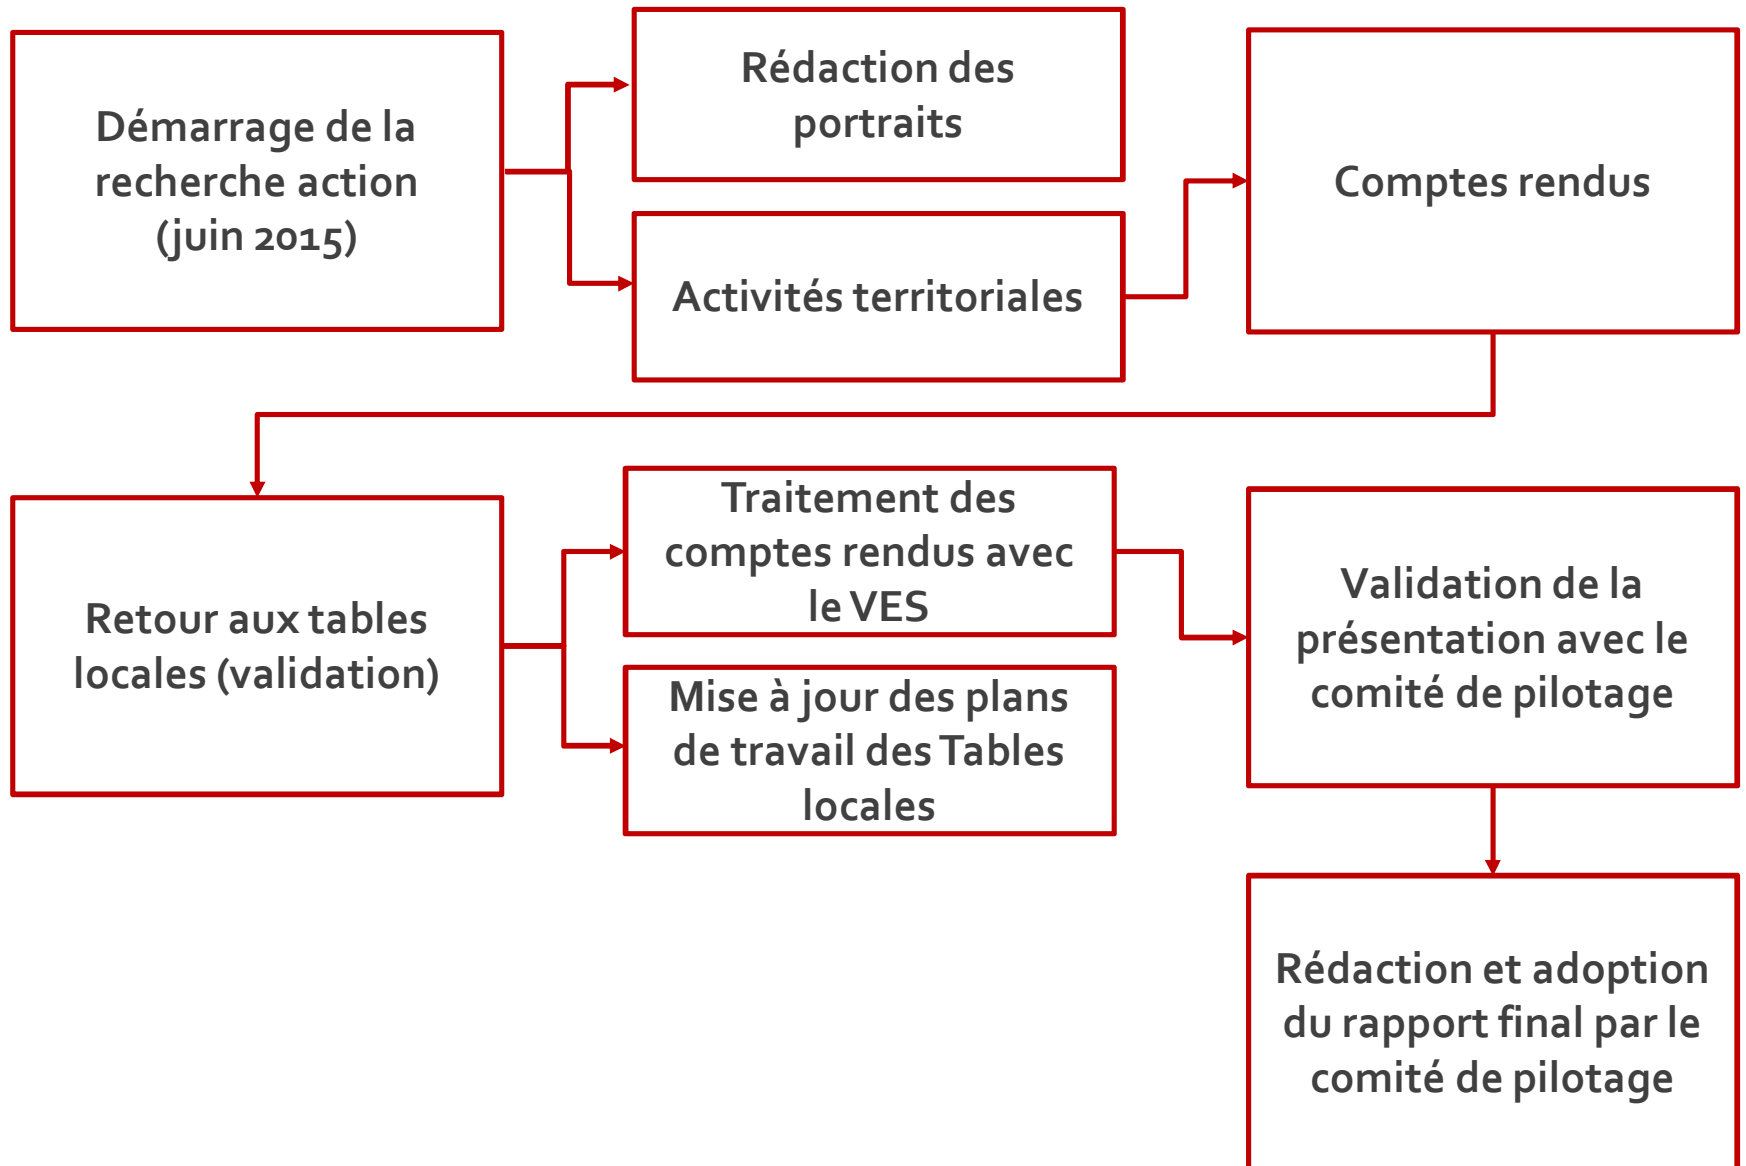 Démarrage de la
recherche action
(juin 2015)
Rédaction des
portraits
Activités territoriales
Comptes rendus
Retour aux tables
locales (validation)
Traitement des
comptes rendus avec
le VES
Mise à jour des plans
de travail des Tables
locales
Validation de la
présentation avec le
comité de pilotage
Rédaction et adoption
du rapport final par le
comité de pilotage